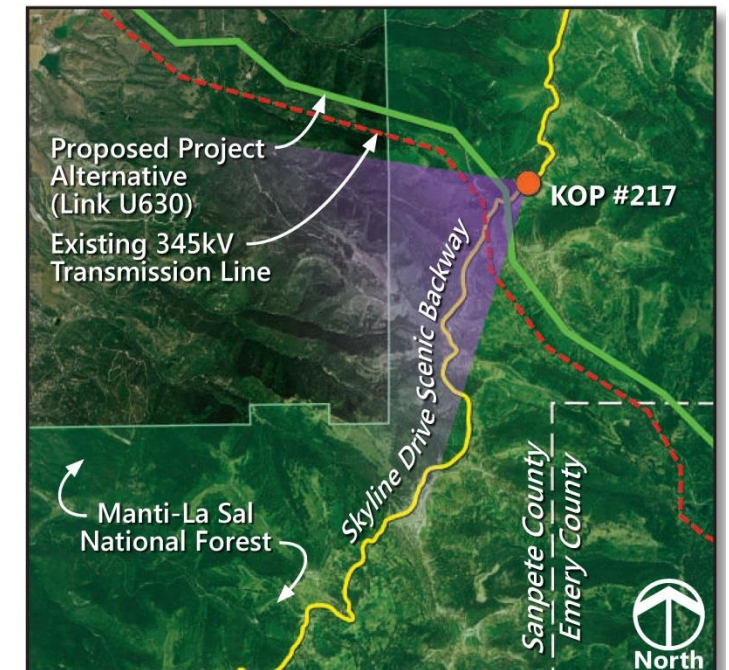 Proposed Project
Alternative
(Link U630)
KOP #217
Existing 345kV
Transmission Line
Skyline Drive Scenic Backway
Manti-La Sal
National Forest
Sanpete County
Emery County
North